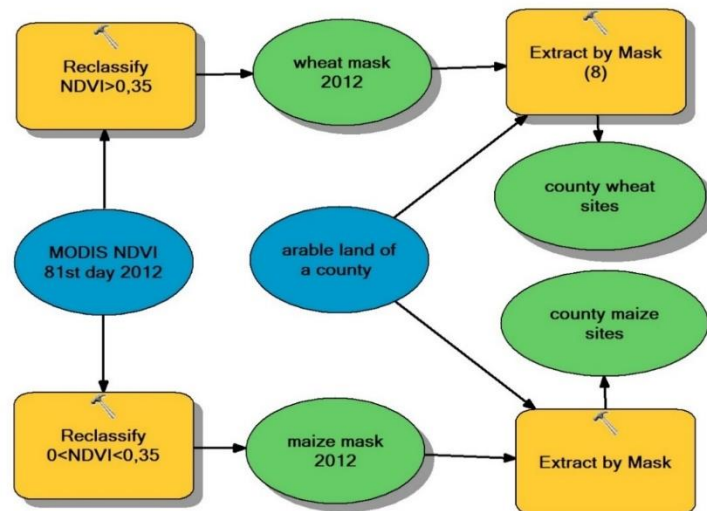 Reclassify
NDVI>0,35
wheat mask
2012
Extract by Mask
(8)
county wheat
sites
MODIS NDVI
81st day 2012
arable land of
a county
county maize
sites
Reclassify
0<NDVI<0,35
maize mask
2012
Extract by Mask